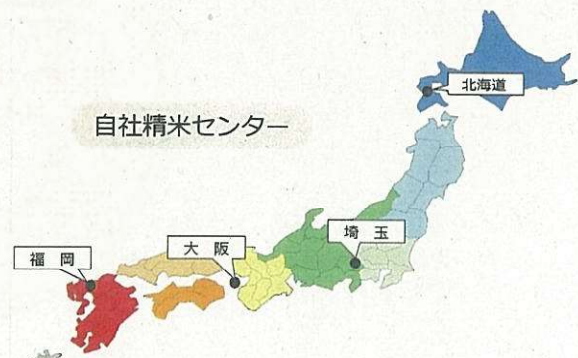 北海道
自社精米センター
埼 玉
大 阪
福 岡